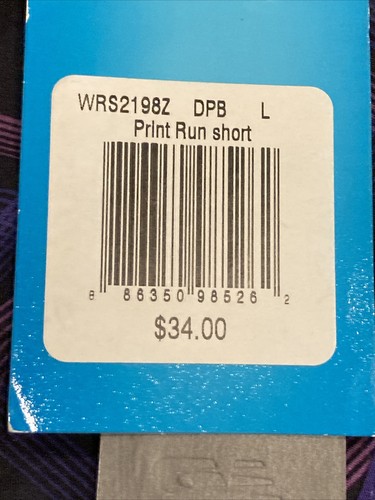 WRS2198Z DPB L
Print Run short
8 86350 98526 2
$34.00